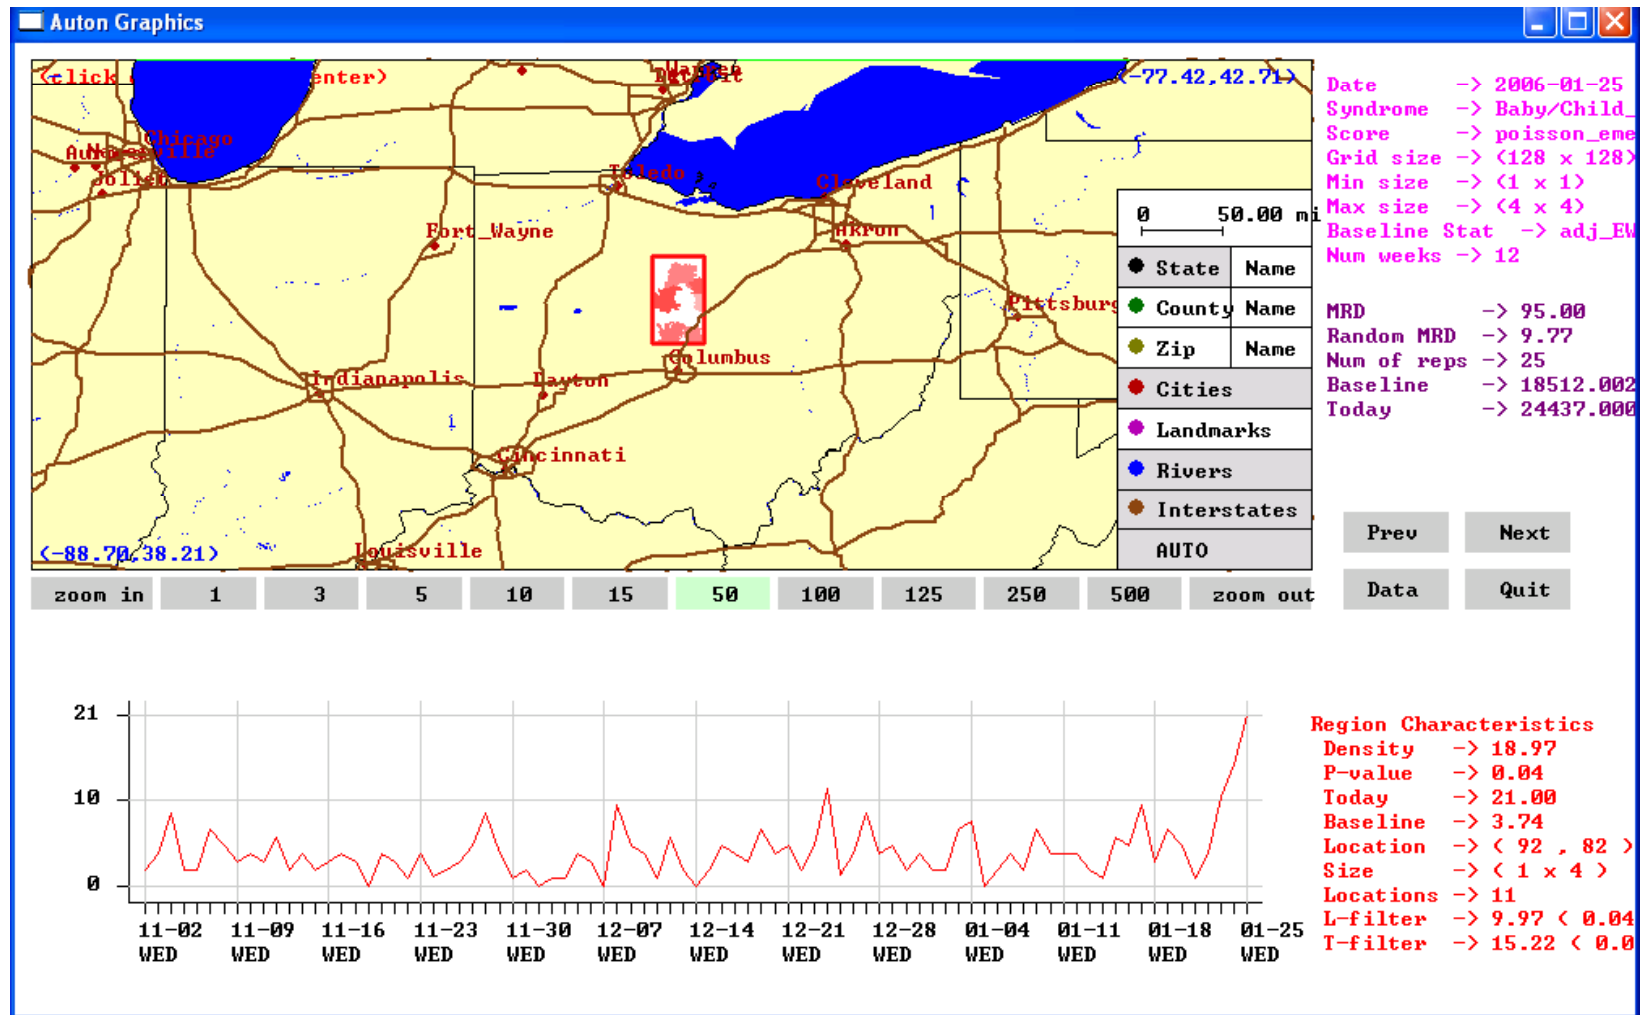 Auton Graphics
(click
enter)
Detroit
(-77.42,42.71)
Chicago
Joliet
Toledo
Cleveland
Fort_Wayne
Akron
Pittsburg
Columbus
Indianapolis
Dayton
Cincinnati
Louisville
(-88.70,38.21)
0 50.00 mi
State Name
County Name
Zip Name
Cities
Landmarks
Rivers
Interstates
AUTO
zoom in 1 3 5 10 15 50 100 125 250 500 zoom out
Date -> 2006-01-25
Syndrome -> Baby/Child_
Score -> poisson_eme
Grid size -> (128 x 128)
Min size -> (1 x 1)
Max size -> (4 x 4)
Baseline Stat -> adj_EW
Num weeks -> 12
MRD -> 95.00
Random MRD -> 9.77
Num of reps -> 25
Baseline -> 18512.002
Today -> 24437.000
Prev Next
Data Quit
21
10
0
11-02 11-09 11-16 11-23 11-30 12-07 12-14 12-21 12-28 01-04 01-11 01-18 01-25
WED WED WED WED WED WED WED WED WED WED WED WED WED
Region Characteristics
Density -> 18.97
P-value -> 0.04
Today -> 21.00
Baseline -> 3.74
Location -> ( 92 , 82 )
Size -> ( 1 x 4 )
Locations -> 11
L-filter -> 9.97 ( 0.04
T-filter -> 15.22 ( 0.0